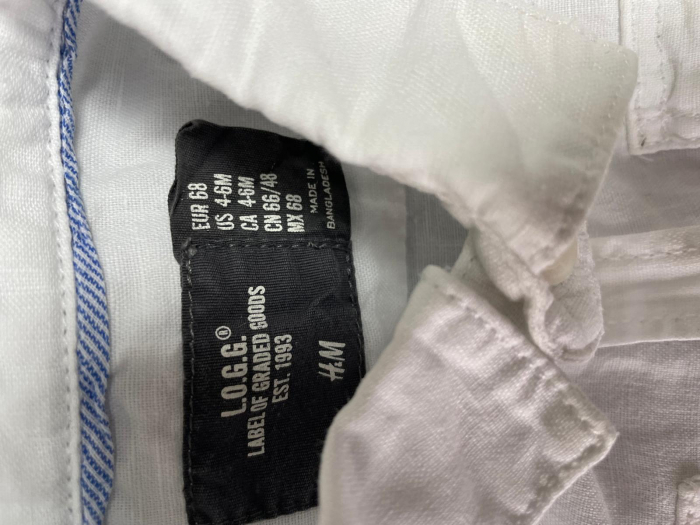 EUR 68
US 4-6M
CA 4-6M
CN 66/48
MX 68
MADE IN
BANGLADESH
L.O.G.G.®
LABEL OF GRADED GOODS
EST. 1993
H&M